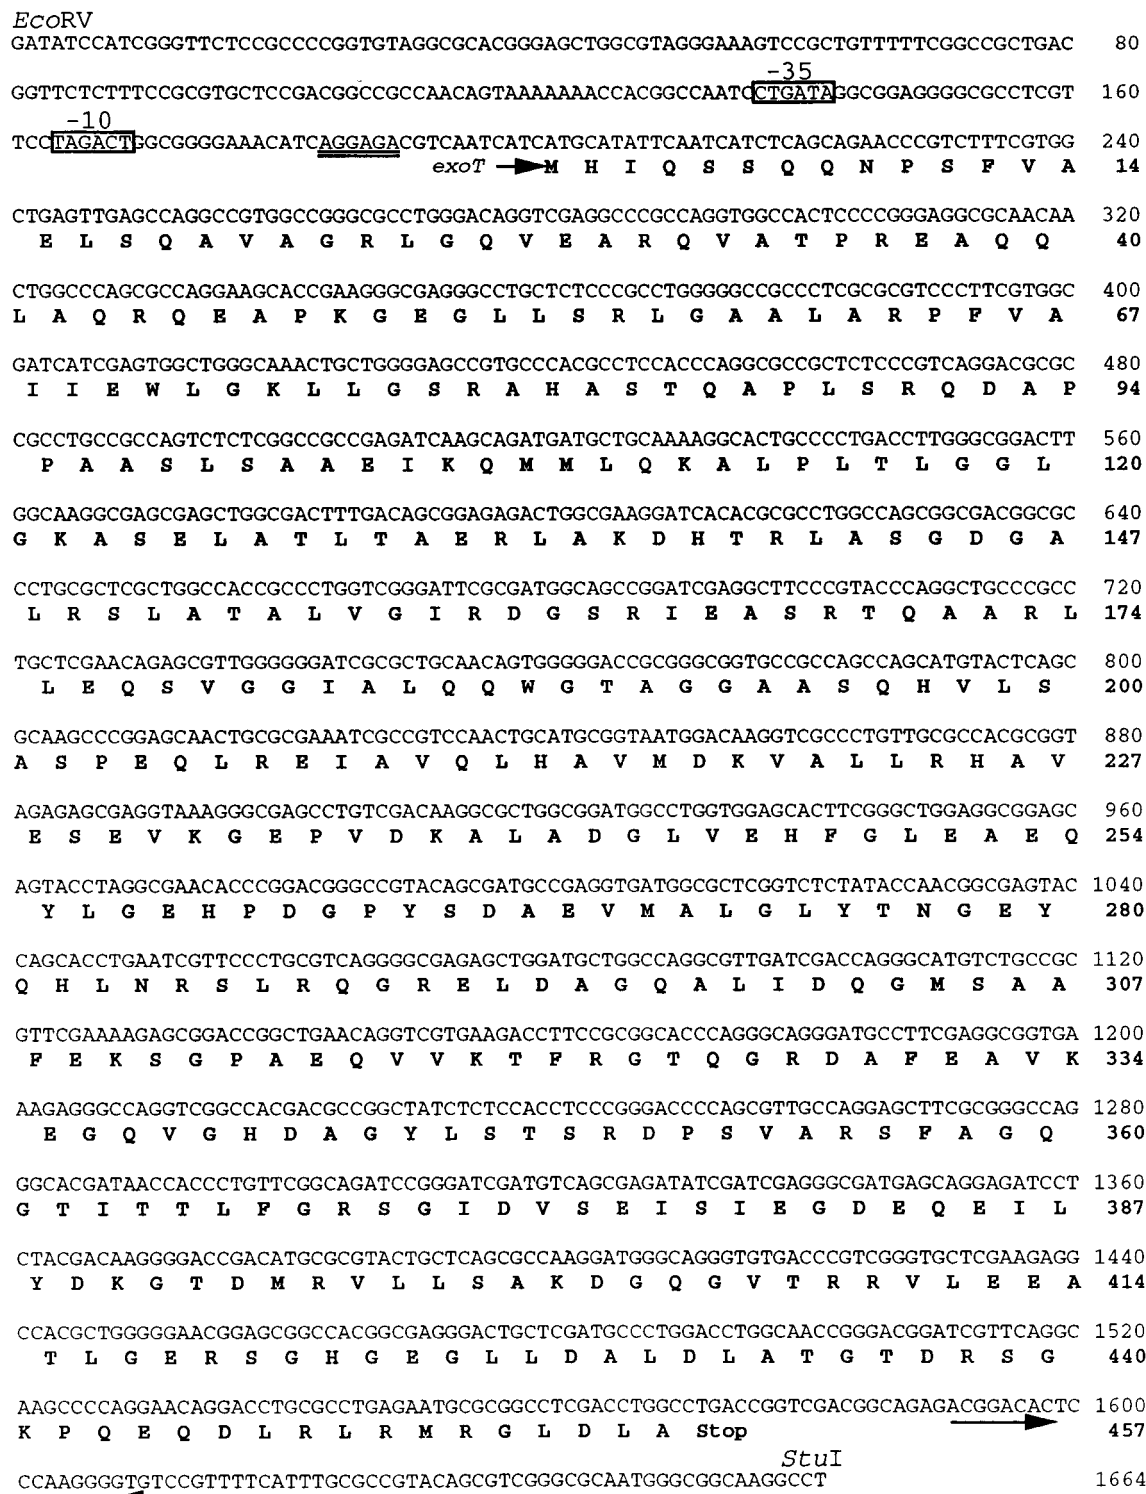 EcoRV
GATATCCATCGGGTTCTCCGCCCCGGTGTAGGCGCACGGGAGCTGGCGTAGGGAAAGTCCGCTGTTTTTCGGCCGCTGAC 80
-35
GGTTCTCTTTCCGCGTGCTCCGACGGCCGCCAACAGTAAAAAAACCACGGCCAATCCTGATAGGCGGAGGGGCGCCTCGT 160
-10
TCCTAGACTGGCGGGGAAACATCAGGAGACGTCAATCATCATGCATATTCAATCATCTCAGCAGAACCCGTCTTTCGTGG 240
exoT M H I Q S S Q Q N P S F V A 14
CTGAGTTGAGCCAGGCCGTGGCCGGGCGCCTGGGACAGGTCGAGGCCCGCCAGGTGGCCACTCCCCGGGAGGCGCAACAA 320
E L S Q A V A G R L G Q V E A R Q V A T P R E A Q Q 40
CTGGCCCAGCGCCAGGAAGCACCGAAGGGCGAGGGCCTGCTCTCCCGCCTGGGGGCCGCCCTCGCGCGTCCCTTCGTGGC 400
L A Q R Q E A P K G E G L L S R L G A A L A R P F V A 67
GATCATCGAGTGGCTGGGCAAACTGCTGGGGAGCCGTGCCCACGCCTCCACCCAGGCGCCGCTCTCCCGTCAGGACGCGC 480
I I E W L G K L L G S R A H A S T Q A P L S R Q D A P 94
CGCCTGCCGCCAGTCTCTCGGCCGCCGAGATCAAGCAGATGATGCTGCAAAAGGCACTGCCCCTGACCTTGGGCGGACTT 560
P A A S L S A A E I K Q M M L Q K A L P L T L G G L 120
GGCAAGGCGAGCGAGCTGGCGACTTTGACAGCGGAGAGACTGGCGAAGGATCACACGCGCCTGGCCAGCGGCGACGGCGC 640
G K A S E L A T L T A E R L A K D H T R L A S G D G A 147
CCTGCGCTCGCTGGCCACCGCCCTGGTCGGGATTCGCGATGGCAGCCGGATCGAGGCTTCCCGTACCCAGGCTGCCCGCC 720
L R S L A T A L V G I R D G S R I E A S R T Q A A R L 174
TGCTCGAACAGAGCGTTGGGGGGATCGCGCTGCAACAGTGGGGGACCGCGGGCGGTGCCGCCAGCCAGCATGTACTCAGC 800
L E Q S V G G I A L Q Q W G T A G G A A S Q H V L S 200
GCAAGCCCGGAGCAACTGCGCGAAATCGCCGTCCAACTGCATGCGGTAATGGACAAGGTCGCCCTGTTGCGCCACGCGGT 880
A S P E Q L R E I A V Q L H A V M D K V A L L R H A V 227
AGAGAGCGAGGTAAAGGGCGAGCCTGTCGACAAGGCGCTGGCGGATGGCCTGGTGGAGCACTTCGGGCTGGAGGCGGAGC 960
E S E V K G E P V D K A L A D G L V E H F G L E A E Q 254
AGTACCTAGGCGAACACCCGGACGGGCCGTACAGCGATGCCGAGGTGATGGCGCTCGGTCTCTATACCAACGGCGAGTAC 1040
Y L G E H P D G P Y S D A E V M A L G L Y T N G E Y 280
CAGCACCTGAATCGTTCCCTGCGTCAGGGGCGAGAGCTGGATGCTGGCCAGGCGTTGATCGACCAGGGCATGTCTGCCGC 1120
Q H L N R S L R Q G R E L D A G Q A L I D Q G M S A A 307
GTTCGAAAAGAGCGGACCGGCTGAACAGGTCGTGAAGACCTTCCGCGGCACCCAGGGCAGGGATGCCTTCGAGGCGGTGA 1200
F E K S G P A E Q V V K T F R G T Q G R D A F E A V K 334
AAGAGGGCCAGGTCGGCCACGACGCCGGCTATCTCTCCACCTCCCGGGACCCCAGCGTTGCCAGGAGCTTCGCGGGCCAG 1280
E G Q V G H D A G Y L S T S R D P S V A R S F A G Q 360
GGCACGATAACCACCCTGTTCGGCAGATCCGGGATCGATGTCAGCGAGATATCGATCGAGGGCGATGAGCAGGAGATCCT 1360
G T I T T L F G R S G I D V S E I S I E G D E Q E I L 387
CTACGACAAGGGGACCGACATGCGCGTACTGCTCAGCGCCAAGGATGGGCAGGGTGTGACCCGTCGGGTGCTCGAAGAGG 1440
Y D K G T D M R V L L S A K D G Q G V T R R V L E E A 414
CCACGCTGGGGGAACGGAGCGGCCACGGCGAGGGACTGCTCGATGCCCTGGACCTGGCAACCGGGACGGATCGTTCAGGC 1520
T L G E R S G H G E G L L D A L D L A T G T D R S G 440
AAGCCCCAGGAACAGGACCTGCGCCTGAGAATGCGCGGCCTCGACCTGGCCTGACCGGTCGACGGCAGAGACGGACACTC 1600
K P Q E Q D L R L R M R G L D L A Stop 457
StuI
CCAAGGGGTGTCCGTTTTCATTTGCGCCGTACAGCGTCGGGCGCAATGGGCGGCAAGGCCT 1664